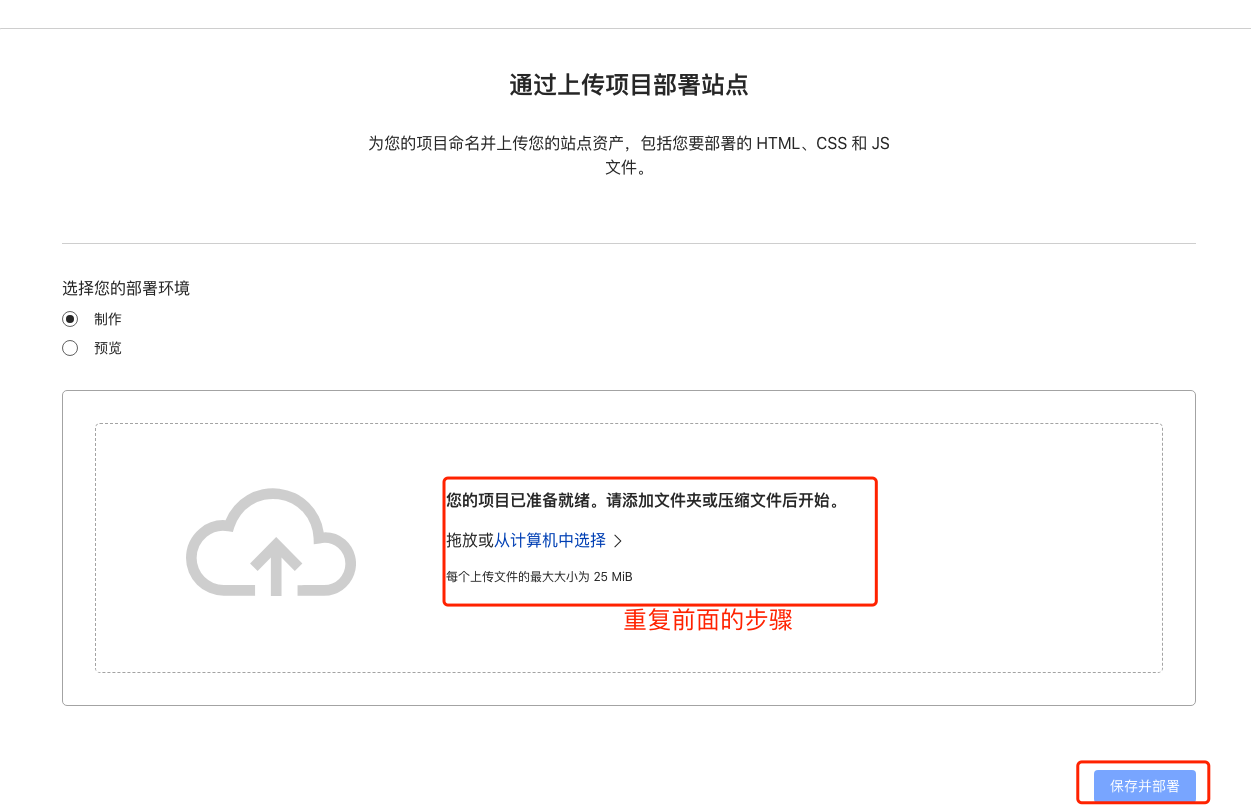 通过上传项目部署站点
为您的项目命名并上传您的站点资产，包括您要部署的 HTML、CSS 和 JS
文件。
选择您的部署环境
制作
预览
您的项目已准备就绪。请添加文件夹或压缩文件后开始。
拖放或从计算机中选择
每个上传文件的最大大小为 25 MiB
重复前面的步骤
保存并部署